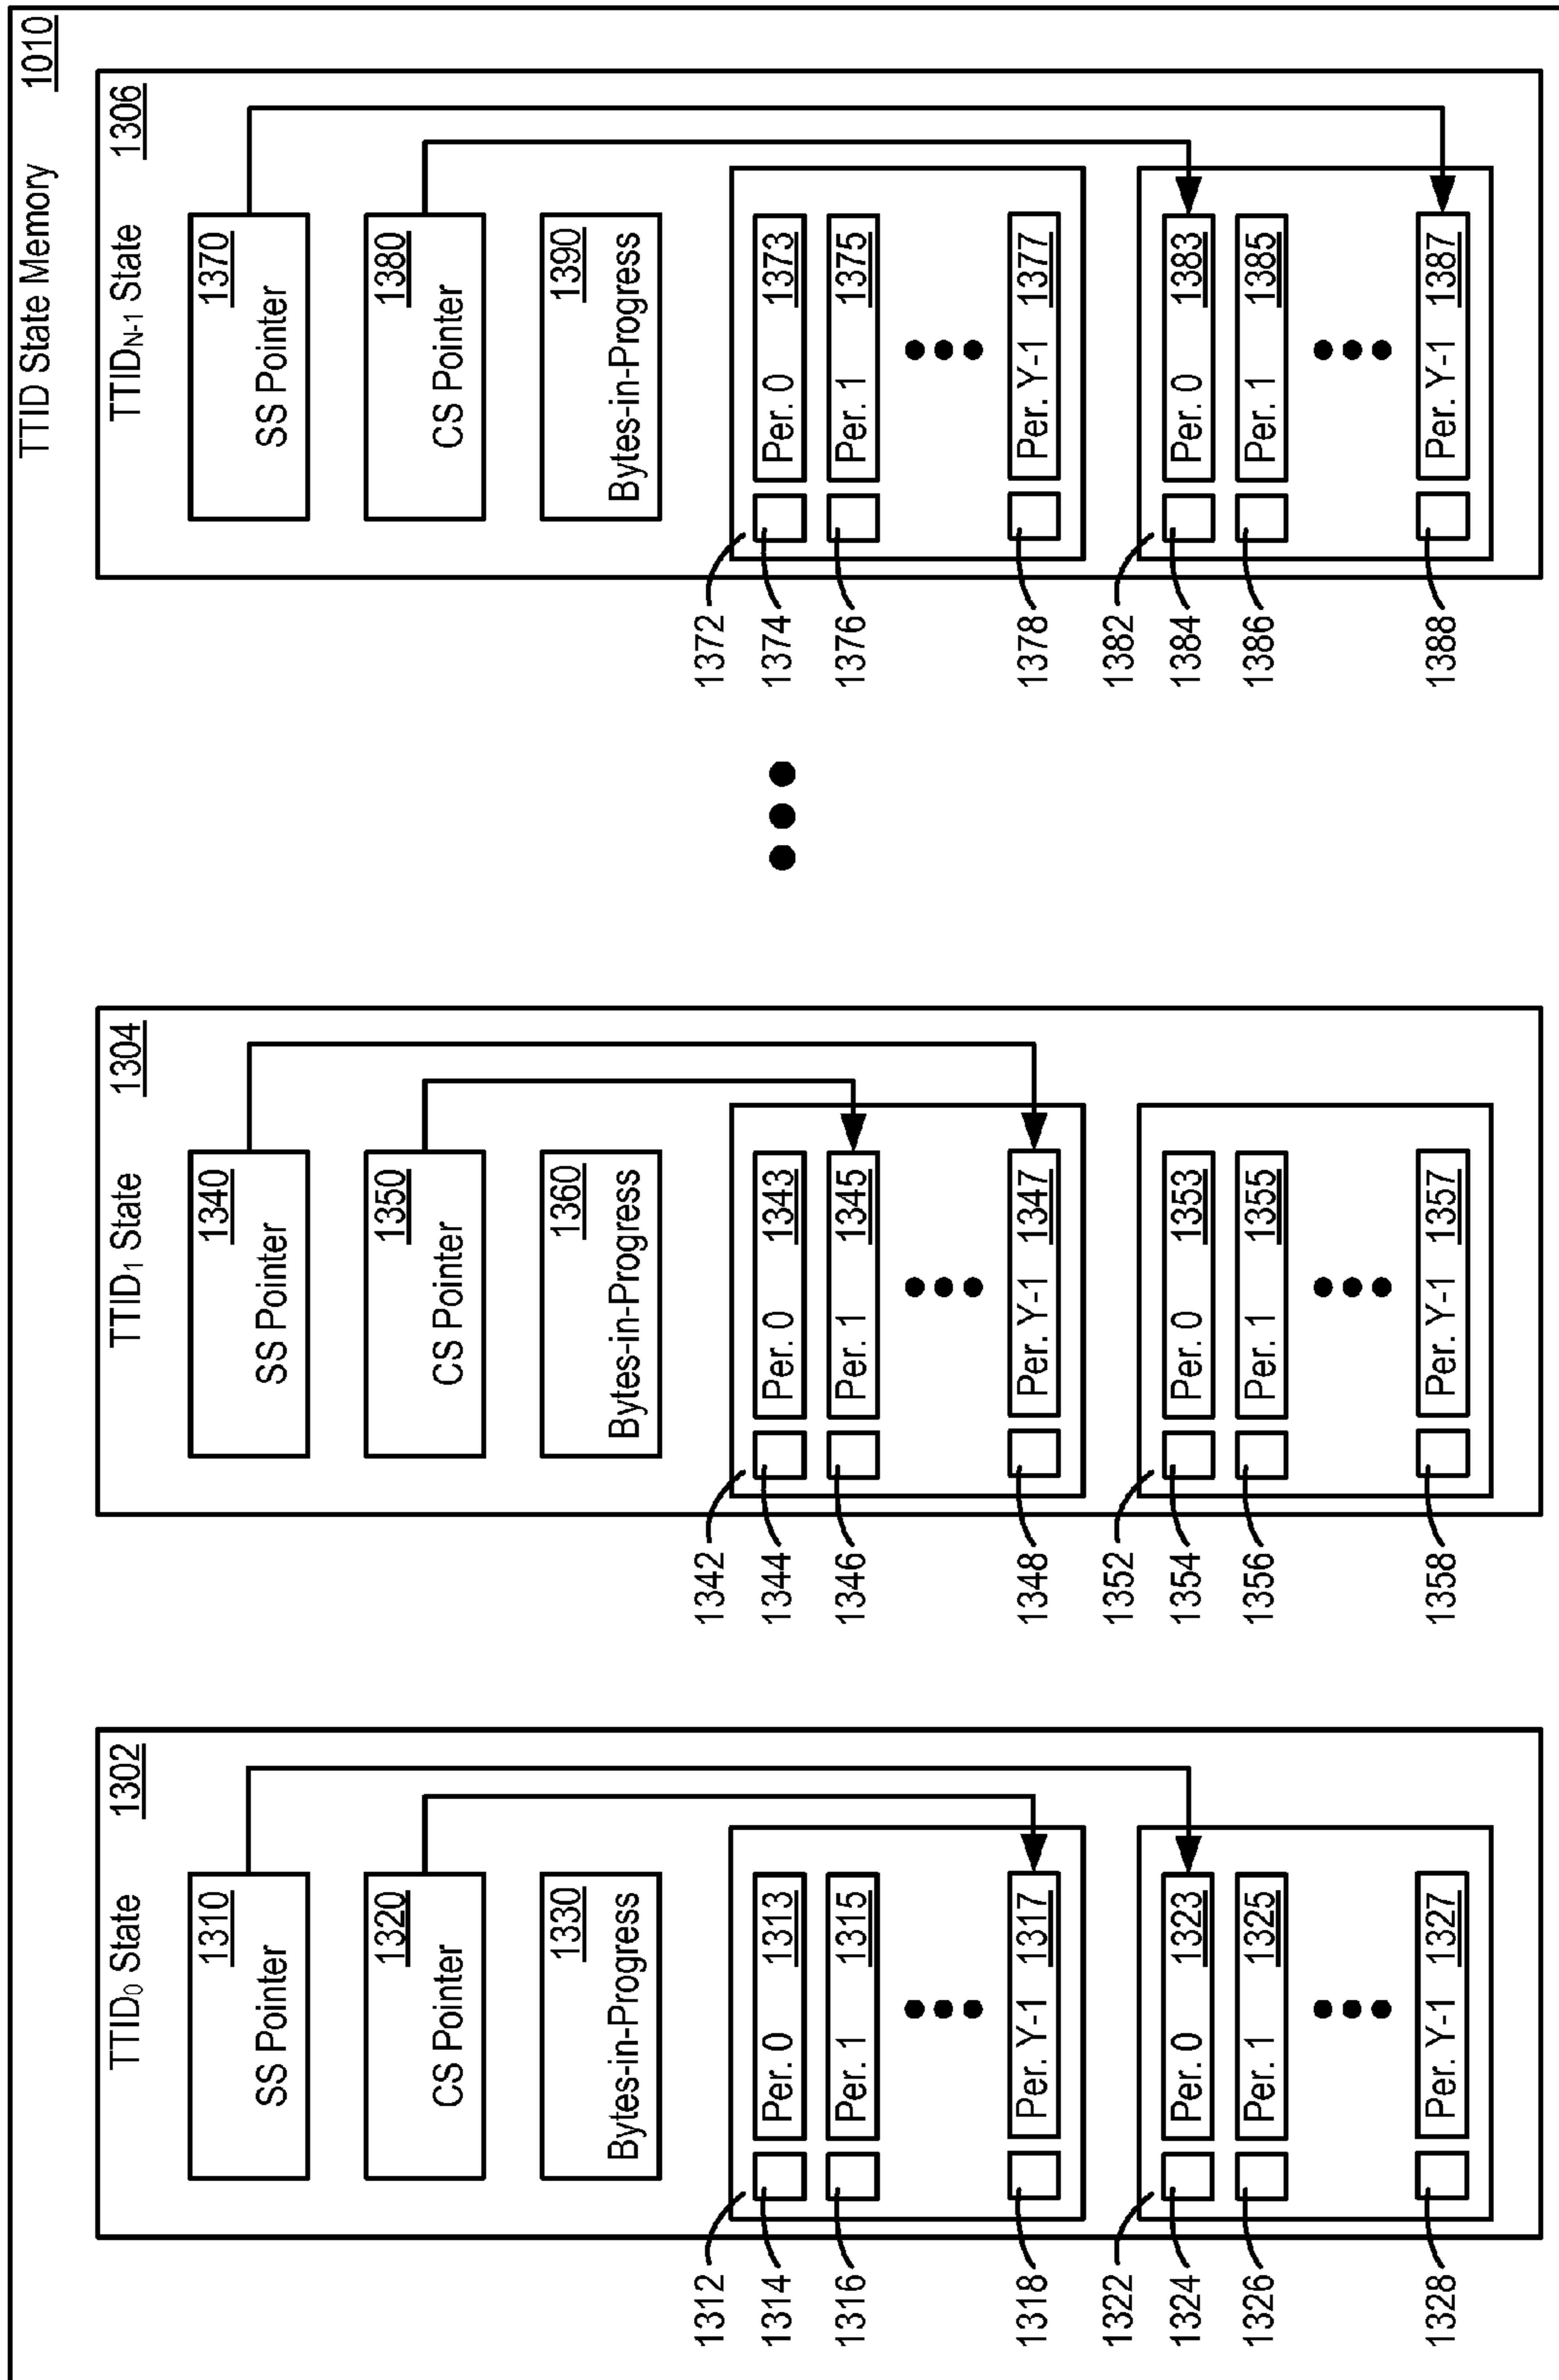 TTID State Memory 1010
TTID0 State 1302
SS Pointer 1310
CS Pointer 1320
Bytes-in-Progress 1330
1312
1314 Per. 0 1313
1316 Per. 1 1315
1318 Per. Y-1 1317
1322
1324 Per. 0 1323
1326 Per. 1 1325
1328 Per. Y-1 1327
TTID1 State 1304
SS Pointer 1340
CS Pointer 1350
Bytes-in-Progress 1360
1342
1344 Per. 0 1343
1346 Per. 1 1345
1348 Per. Y-1 1347
1352
1354 Per. 0 1353
1356 Per. 1 1355
1358 Per. Y-1 1357
TTIDN-1 State 1306
SS Pointer 1370
CS Pointer 1380
Bytes-in-Progress 1390
1372
1374 Per. 0 1373
1376 Per. 1 1375
1378 Per. Y-1 1377
1382
1384 Per. 0 1383
1386 Per. 1 1385
1388 Per. Y-1 1387